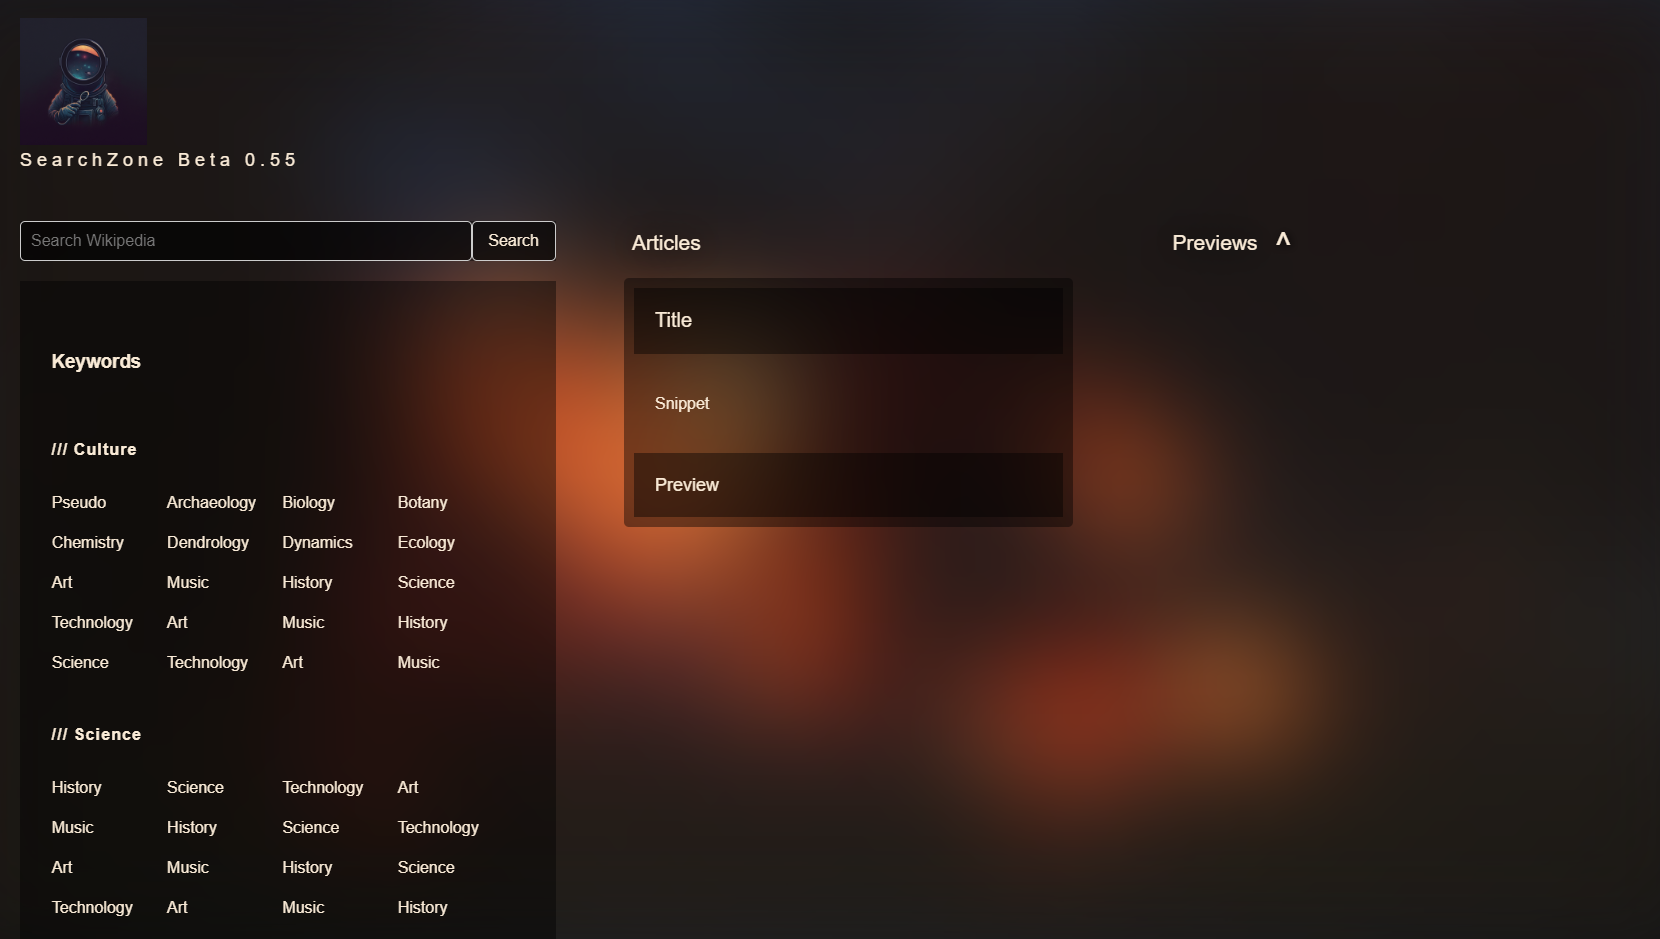 SearchZone Beta 0.55
Search Wikipedia
Search
Keywords
/// Culture
Pseudo Archaeology Biology Botany
Chemistry Dendrology Dynamics Ecology
Art Music History Science
Technology Art Music History
Science Technology Art Music
/// Science
History Science Technology Art
Music History Science Technology
Art Music History Science
Technology Art Music History
Articles
Title
Snippet
Preview
Previews ^